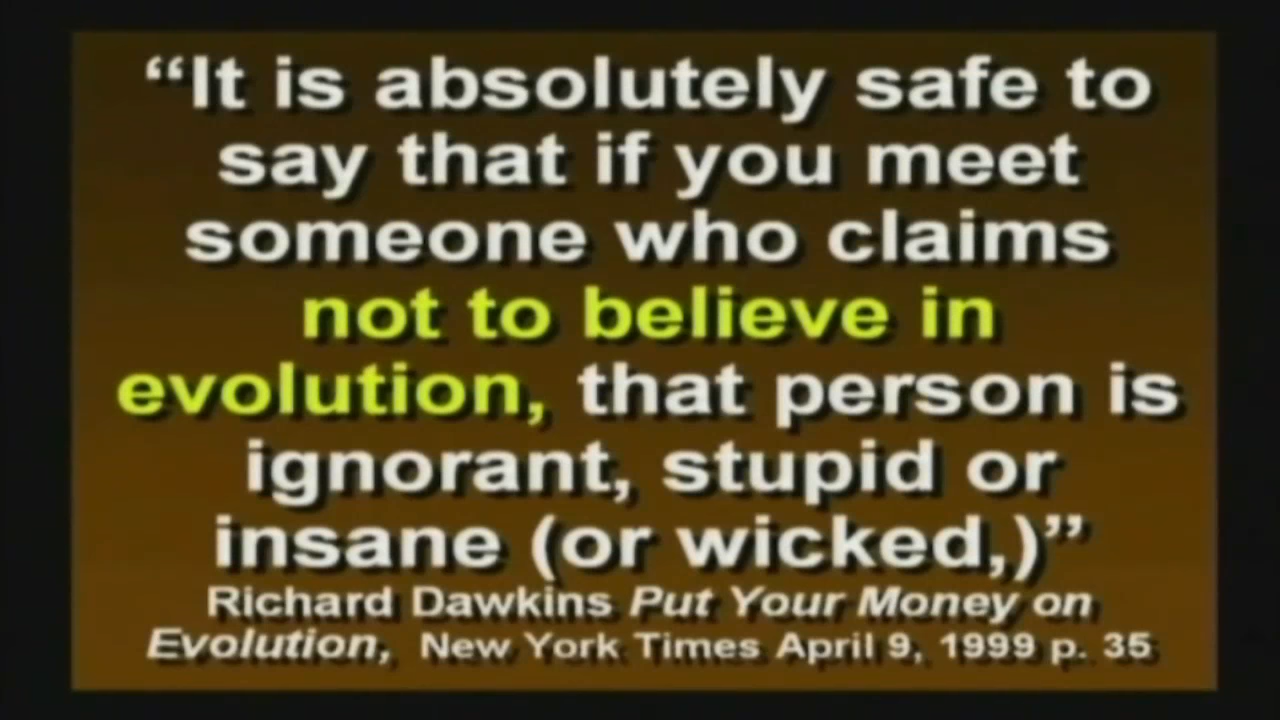 “It is absolutely safe to
say that if you meet
someone who claims
not to believe in
evolution, that person is
ignorant, stupid or
insane (or wicked,)”
Richard Dawkins Put Your Money on
Evolution, New York Times April 9, 1999 p. 35